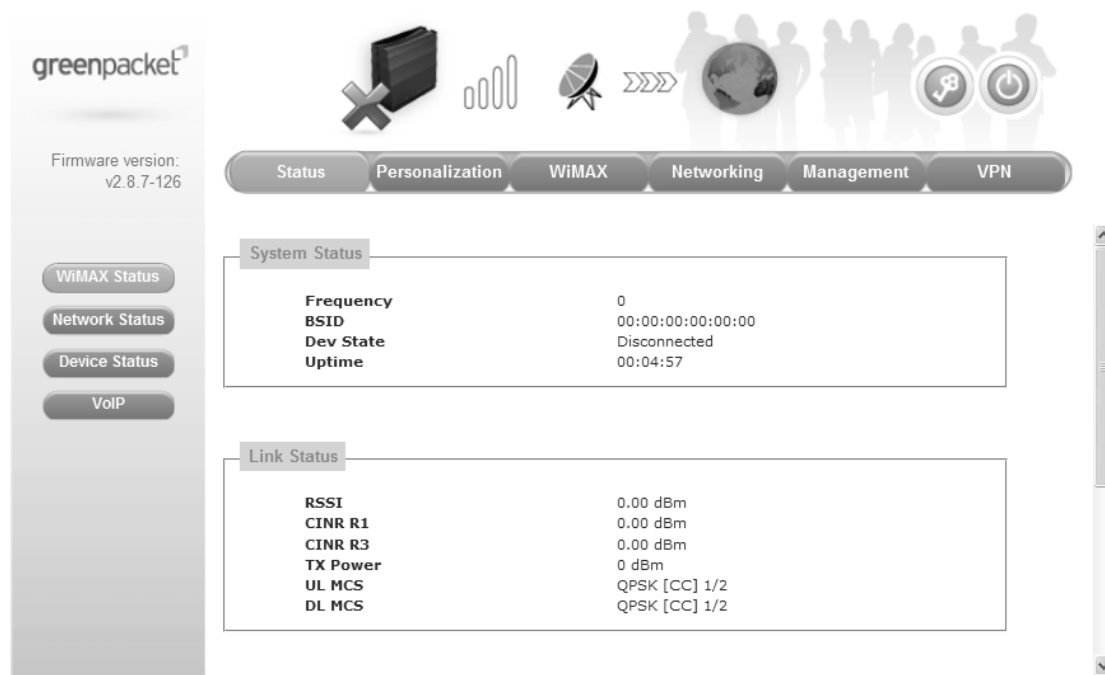 greenpacket
Firmware version:
v2.8.7-126
Status Personalization WiMAX Networking Management VPN
WiMAX Status
Network Status
Device Status
VoIP
System Status
Frequency 0
BSID 00:00:00:00:00:00
Dev State Disconnected
Uptime 00:04:57
Link Status
RSSI 0.00 dBm
CINR R1 0.00 dBm
CINR R3 0.00 dBm
TX Power 0 dBm
UL MCS QPSK [CC] 1/2
DL MCS QPSK [CC] 1/2